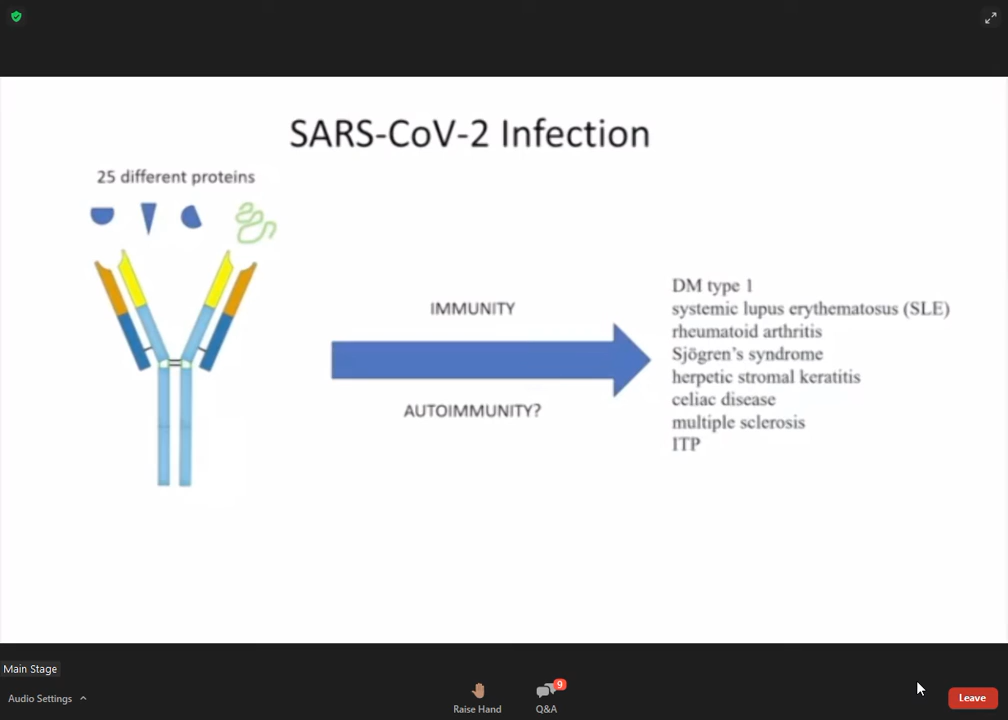 SARS-CoV-2 Infection
25 different proteins
IMMUNITY
AUTOIMMUNITY?
DM type 1
systemic lupus erythematosus (SLE)
rheumatoid arthritis
Sjögren's syndrome
herpetic stromal keratitis
celiac disease
multiple sclerosis
ITP
Main Stage
Audio Settings
Raise Hand
9
Q&A
Leave